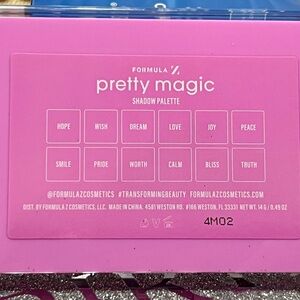 FORMULA Z
pretty magic
SHADOW PALETTE
HOPE WISH DREAM LOVE JOY PEACE
SMILE PRIDE WORTH CALM BLISS TRUTH
@FORMULAZCOSMETICS #TRANSFORMINGBEAUTY FORMULAZCOSMETICS.COM
DIST. BY FORMULA Z COSMETICS, LLC. MADE IN CHINA. 4581 WESTON RD. #166 WESTON, FL 33331 NET WT. 14 G / 0.49 OZ
4M02